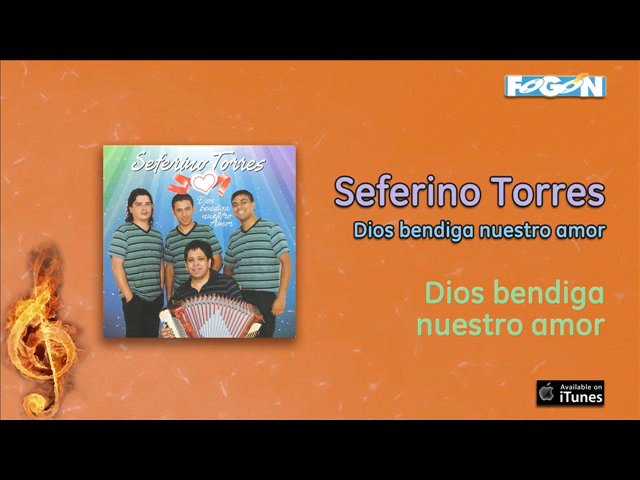 FOGÓN
Seferino Torres
Dios
bendiga
nuestro
Amor
Seferino Torres
Dios bendiga nuestro amor
Dios bendiga
nuestro amor
Available on
iTunes